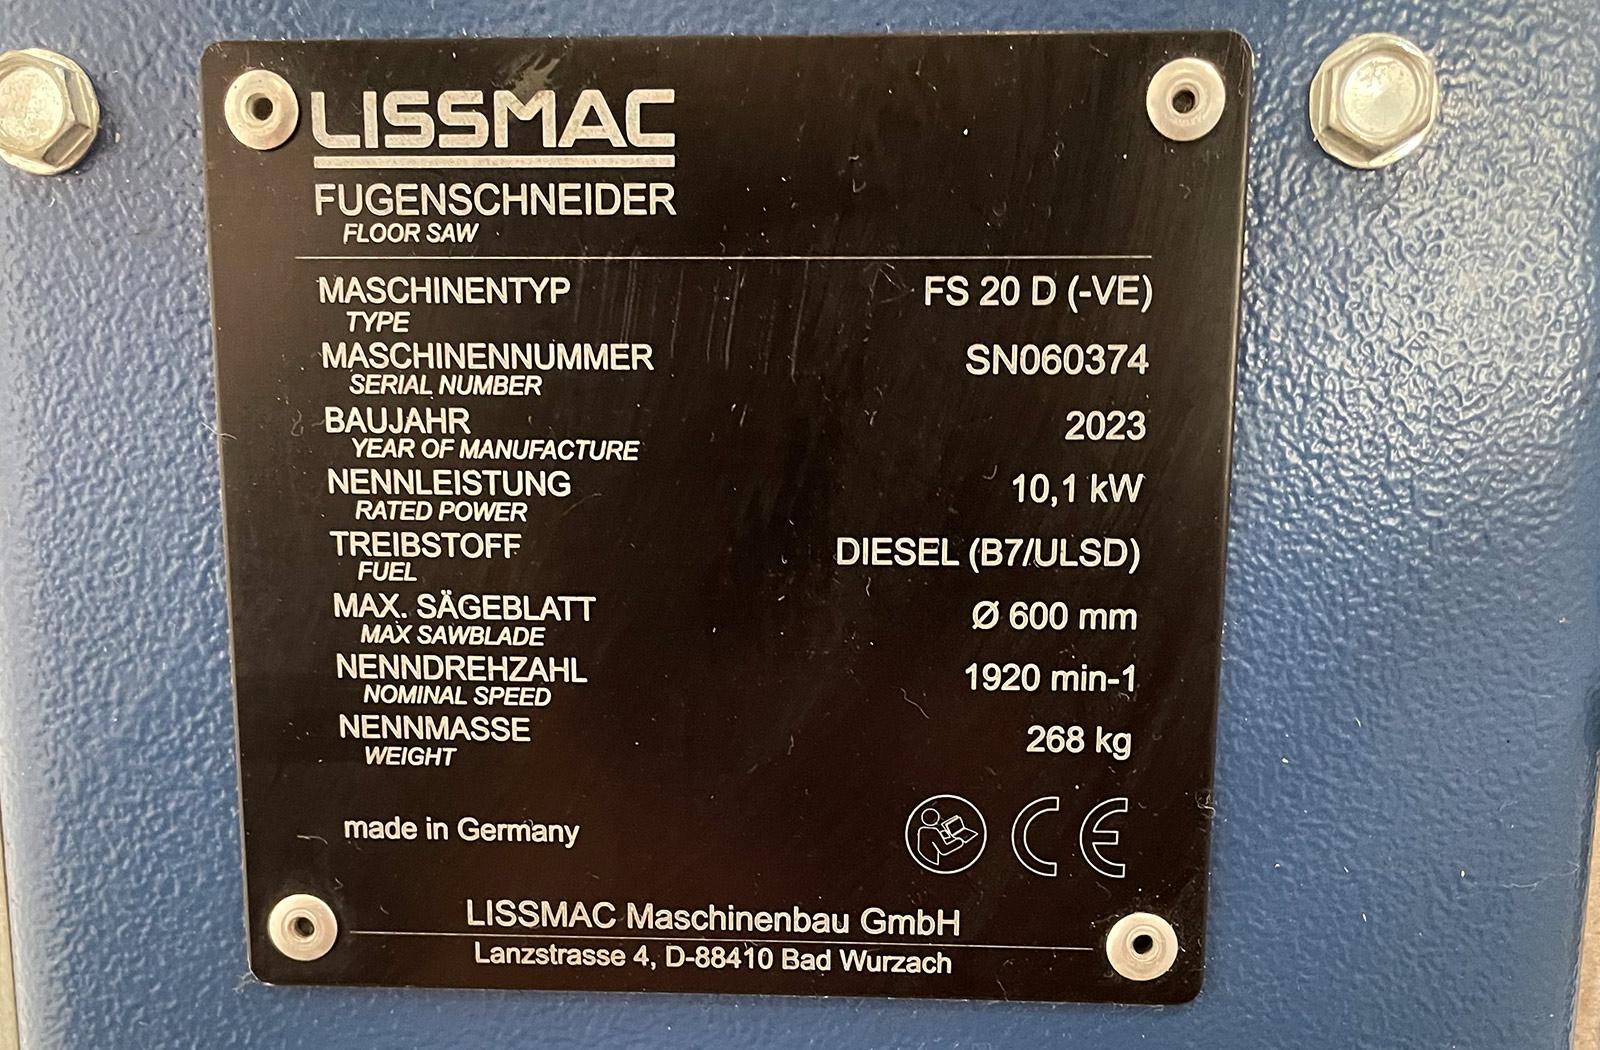 LISSMAC
FUGENSCHNEIDER
FLOOR SAW
MASCHINENTYP FS 20 D (-VE)
TYPE
MASCHINENNUMMER SN060374
SERIAL NUMBER
BAUJAHR 2023
YEAR OF MANUFACTURE
NENNLEISTUNG 10,1 kW
RATED POWER
TREIBSTOFF DIESEL (B7/ULSD)
FUEL
MAX. SÄGEBLATT Ø 600 mm
MAX SAWBLADE
NENNDREHZAHL 1920 min-1
NOMINAL SPEED
NENNMASSE 268 kg
WEIGHT
made in Germany CE
LISSMAC Maschinenbau GmbH
Lanzstrasse 4, D-88410 Bad Wurzach